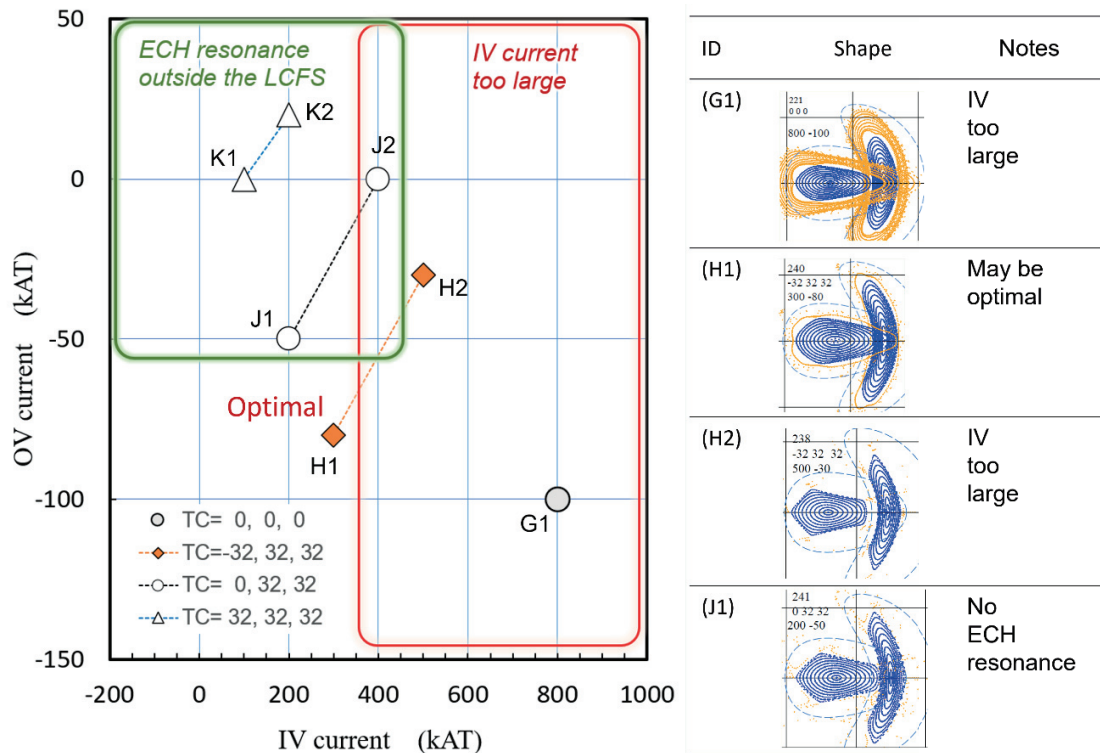 50
0
-50
-100
-150
-200
0
200
400
600
800
1000
OV current (kAT)
IV current (kAT)
ECH resonance
outside the LCFS
IV current
too large
K2
K1
J2
H2
J1
Optimal
H1
G1
TC= 0, 0, 0
TC=-32, 32, 32
TC= 0, 32, 32
TC= 32, 32, 32
ID Shape Notes
(G1)
221
0 0 0
800 -100
IV
too
large
(H1)
240
-32 32 32
300 -80
May be
optimal
(H2)
238
-32 32 32
500 -30
IV
too
large
(J1)
241
0 32 32
200 -50
No
ECH
resonance